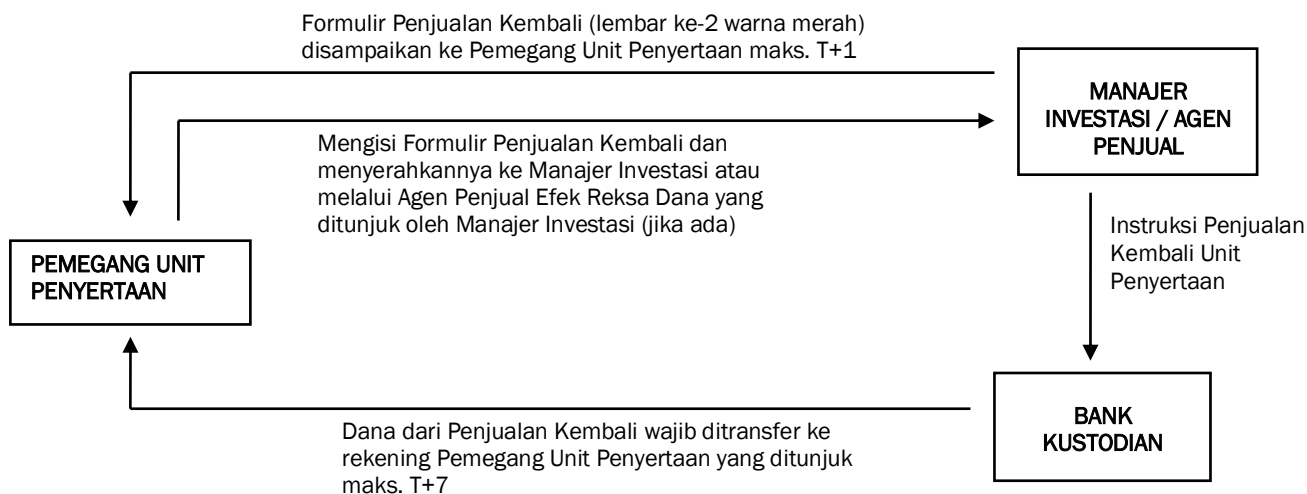 Formulir Penjualan Kembali (lembar ke-2 warna merah)
disampaikan ke Pemegang Unit Penyertaan maks. T+1
MANAJER
INVESTASI / AGEN
PENJUAL
Mengisi Formulir Penjualan Kembali dan
menyerahkannya ke Manajer Investasi atau
melalui Agen Penjual Efek Reksa Dana yang
ditunjuk oleh Manajer Investasi (jika ada)
Instruksi Penjualan
Kembali Unit
Penyertaan
PEMEGANG UNIT
PENYERTAAN
BANK
KUSTODIAN
Dana dari Penjualan Kembali wajib ditransfer ke
rekening Pemegang Unit Penyertaan yang ditunjuk
maks. T+7